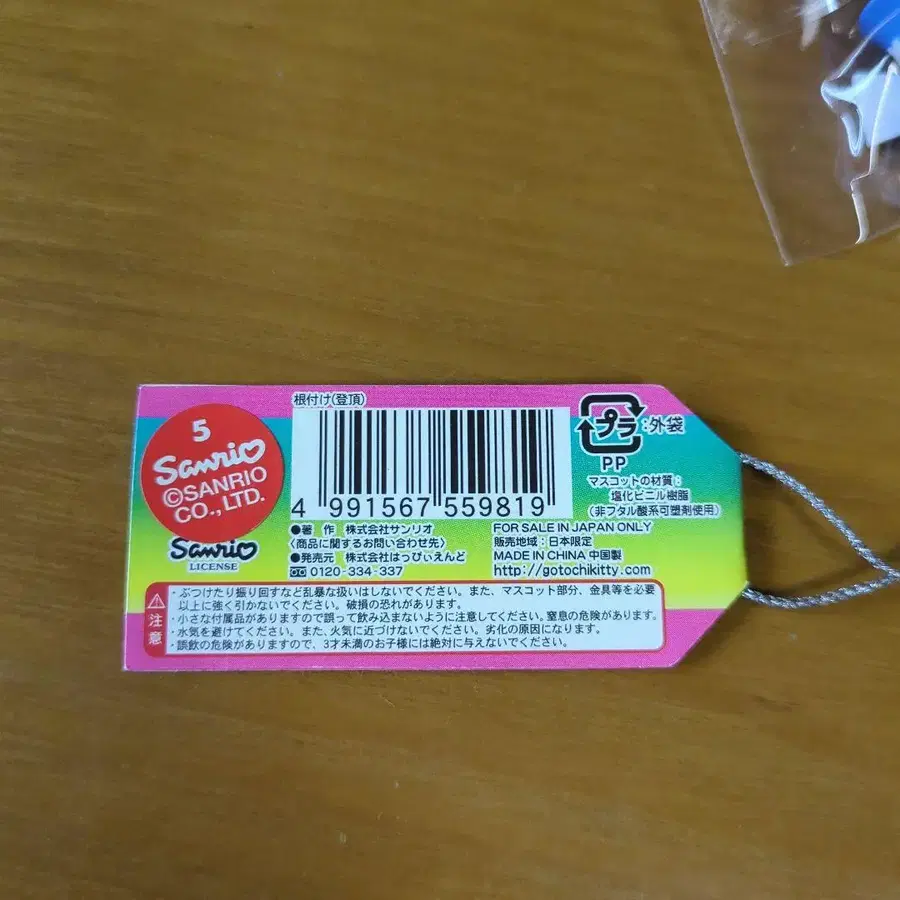 5
Sanrio
©SANRIO
CO., LTD.
Sanrio
LICENSE
根付け(登頂)
4 991567 559819
●著 作 株式会社サンリオ
〈商品に関するお問い合わせ先〉
●発売元 株式会社はっぴぃえんど
0120-334-337
プラ:外袋
PP
マスコットの材質:
塩化ビニル樹脂
(非フタル酸系可塑剤使用)
FOR SALE IN JAPAN ONLY
販売地域:日本限定
MADE IN CHINA 中国製
http://gotochikitty.com
注意
・ぶつけたり振り回すなど乱暴な扱いはしないでください。また、マスコット部分、金具等を必要
以上に強く引かないでください。破損の恐れがあります。
・小さな付属品がありますので誤って飲み込まないように注意してください。窒息の危険があります。
・水気を避けてください。また、火気に近づけないでください。劣化の原因になります。
・誤飲の危険がありますので、3才未満のお子様には絶対に与えないでください。